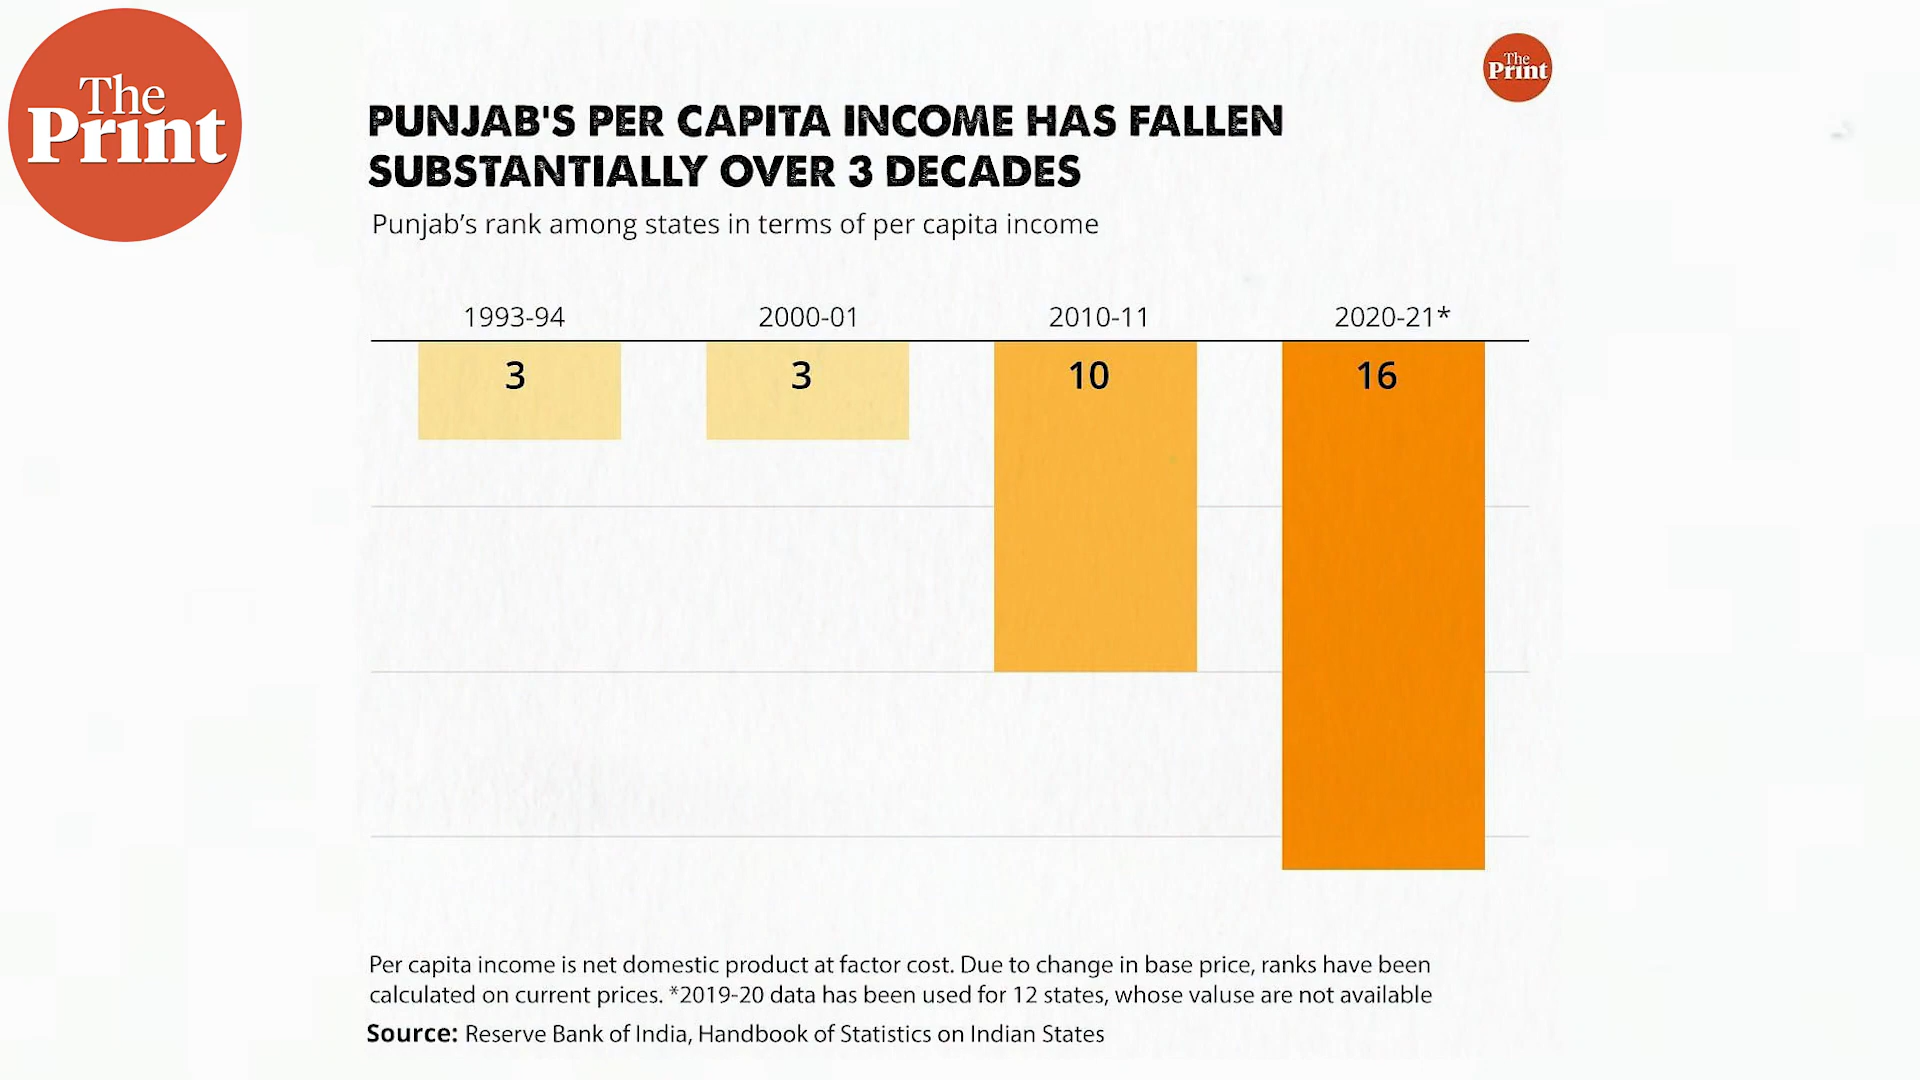 The
Print
The
Print
PUNJAB'S PER CAPITA INCOME HAS FALLEN
SUBSTANTIALLY OVER 3 DECADES
Punjab’s rank among states in terms of per capita income
1993-94 2000-01 2010-11 2020-21*
3 3 10 16
Per capita income is net domestic product at factor cost. Due to change in base price, ranks have been
calculated on current prices. *2019-20 data has been used for 12 states, whose valuse are not available
Source: Reserve Bank of India, Handbook of Statistics on Indian States